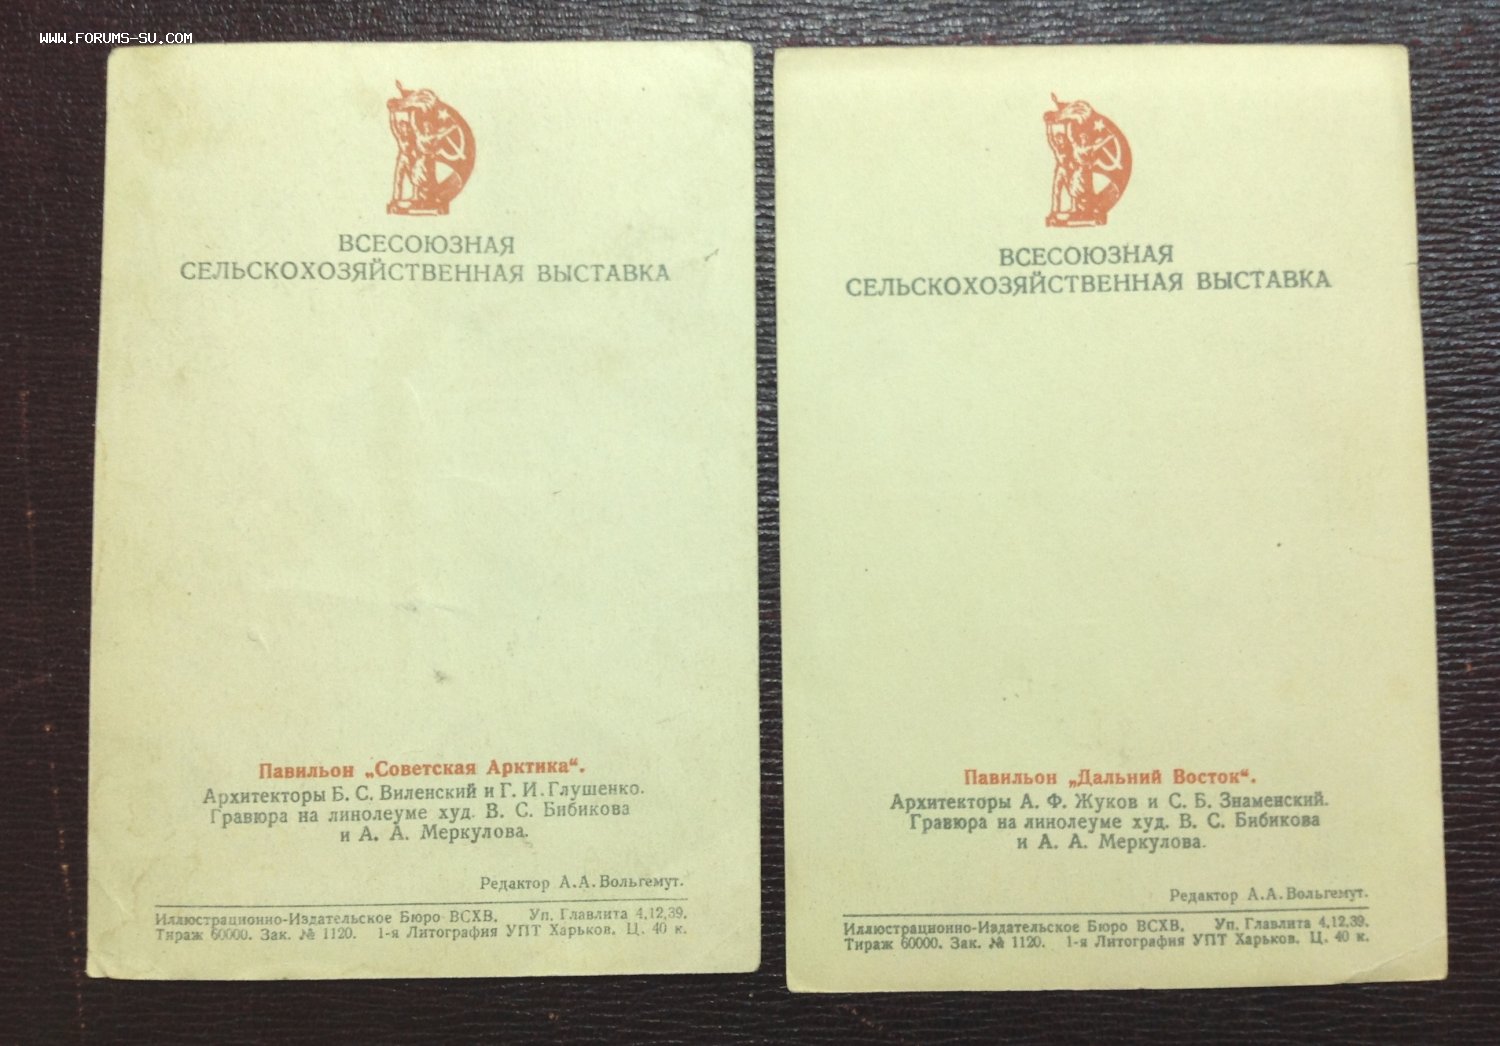 www.forums-su.com
ВСЕСОЮЗНАЯ
СЕЛЬСКОХОЗЯЙСТВЕННАЯ ВЫСТАВКА
Павильон „Советская Арктика“.
Архитекторы Б. С. Виленский и Г. И. Глушенко.
Гравюра на линолеуме худ. В. С. Бибикова
и А. А. Меркулова.
Редактор А.А.Вольгемут.
Иллюстрационно-Издательское Бюро ВСХВ. Уп. Главлита 4,12,39.
Тираж 60000. Зак. № 1120. 1-я Литография УПТ Харьков. Ц. 40 к.
ВСЕСОЮЗНАЯ
СЕЛЬСКОХОЗЯЙСТВЕННАЯ ВЫСТАВКА
Павильон „Дальний Восток“.
Архитекторы А. Ф. Жуков и С. Б. Знаменский.
Гравюра на линолеуме худ. В. С. Бибикова
и А. А. Меркулова.
Редактор А.А.Вольгемут.
Иллюстрационно-Издательское Бюро ВСХВ. Уп. Главлита 4,12,39.
Тираж 60000. Зак. № 1120. 1-я Литография УПТ Харьков. Ц. 40 к.